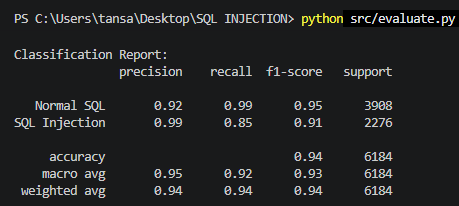 PS C:\Users\tansa\Desktop\SQL INJECTION> python src/evaluate.py
Classification Report:
precision recall f1-score support
Normal SQL 0.92 0.99 0.95 3908
SQL Injection 0.99 0.85 0.91 2276
accuracy 0.94 6184
macro avg 0.95 0.92 0.93 6184
weighted avg 0.94 0.94 0.94 6184